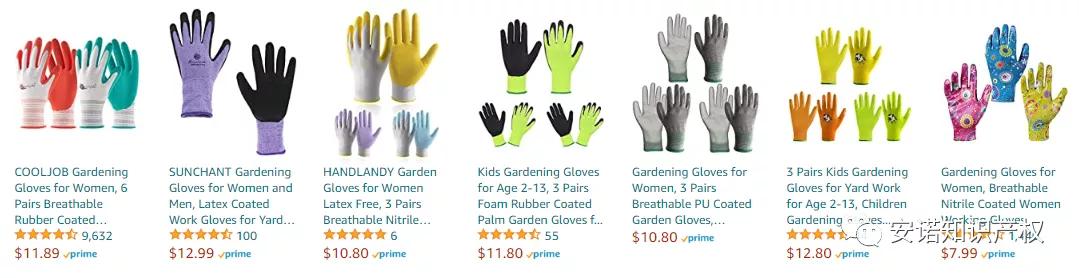 COOLJOB Gardening
Gloves for Women, 6
Pairs Breathable
Rubber Coated...
9,632
$11.89 prime
SUNCHANT Gardening
Gloves for Women and
Men, Latex Coated
Work Gloves for Yard...
100
$12.99 prime
HANDLANDY Garden
Gloves for Women
Latex Free, 3 Pairs
Breathable Nitrile...
6
$10.80 prime
Kids Gardening Gloves
for Age 2-13, 3 Pairs
Foam Rubber Coated
Palm Garden Gloves f...
55
$11.80 prime
Gardening Gloves for
Women, 3 Pairs
Breathable PU Coated
Garden Gloves,...
$10.80 prime
3 Pairs Kids Gardening
Gloves for Yard Work
for Age 2-13, Children
Gardening
$12.80 prime
Gardening Gloves for
Women, Breathable
Nitrile Coated Women
Working Gloves
$7.99 prime
安诺知识产权